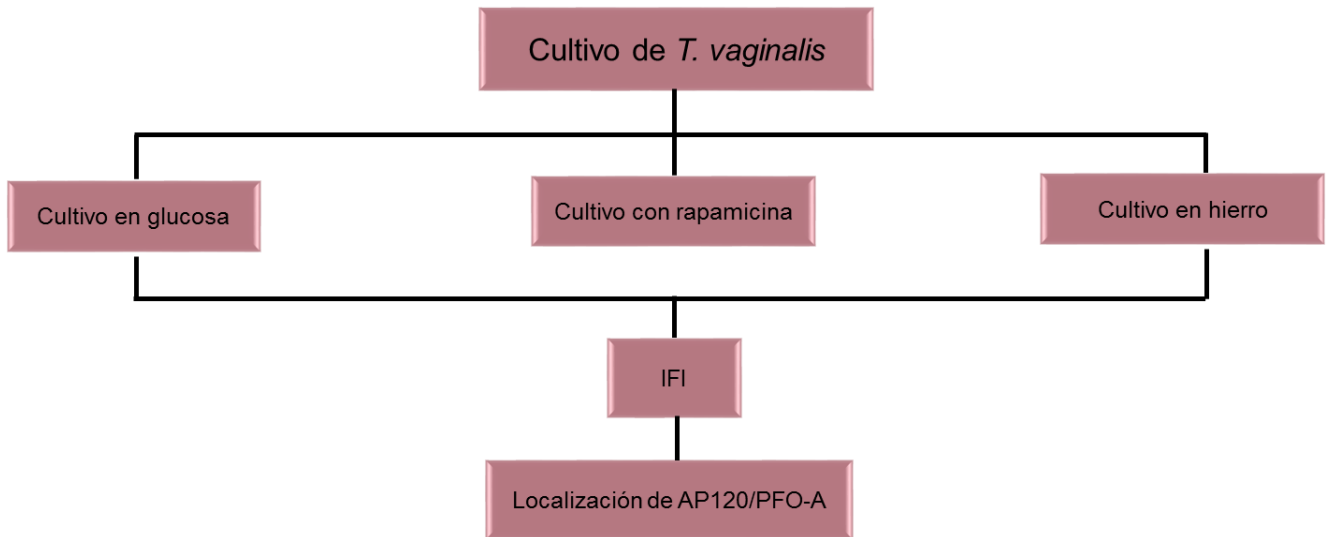 Cultivo de T. vaginalis
Cultivo en glucosa
Cultivo con rapamicina
Cultivo en hierro
IFI
Localización de AP120/PFO-A